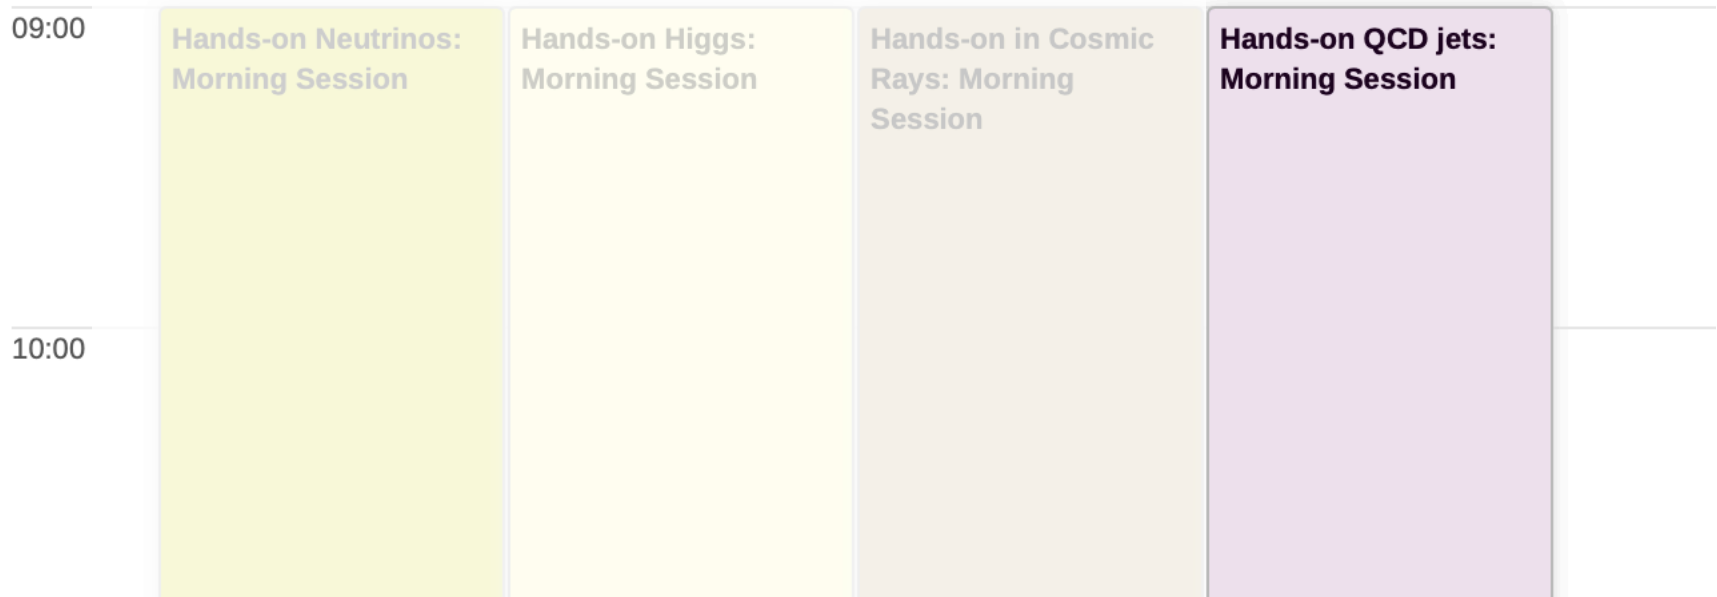 09:00
Hands-on Neutrinos:
Morning Session
Hands-on Higgs:
Morning Session
Hands-on in Cosmic
Rays: Morning
Session
Hands-on QCD jets:
Morning Session
10:00